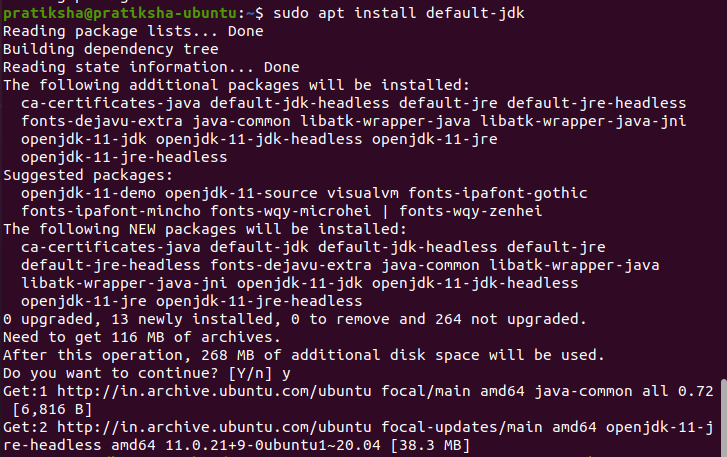 pratiksha@pratiksha-ubuntu:~$ sudo apt install default-jdk
Reading package lists... Done
Building dependency tree
Reading state information... Done
The following additional packages will be installed:
  ca-certificates-java default-jdk-headless default-jre default-jre-headless
  fonts-dejavu-extra java-common libatk-wrapper-java libatk-wrapper-java-jni
  openjdk-11-jdk openjdk-11-jdk-headless openjdk-11-jre
  openjdk-11-jre-headless
Suggested packages:
  openjdk-11-demo openjdk-11-source visualvm fonts-ipafont-gothic
  fonts-ipafont-mincho fonts-wqy-microhei | fonts-wqy-zenhei
The following NEW packages will be installed:
  ca-certificates-java default-jdk default-jdk-headless default-jre
  default-jre-headless fonts-dejavu-extra java-common libatk-wrapper-java
  libatk-wrapper-java-jni openjdk-11-jdk openjdk-11-jdk-headless
  openjdk-11-jre openjdk-11-jre-headless
0 upgraded, 13 newly installed, 0 to remove and 264 not upgraded.
Need to get 116 MB of archives.
After this operation, 268 MB of additional disk space will be used.
Do you want to continue? [Y/n] y
Get:1 http://in.archive.ubuntu.com/ubuntu focal/main amd64 java-common all 0.72
 [6,816 B]
Get:2 http://in.archive.ubuntu.com/ubuntu focal-updates/main amd64 openjdk-11-j
re-headless amd64 11.0.21+9-0ubuntu1~20.04 [38.3 MB]